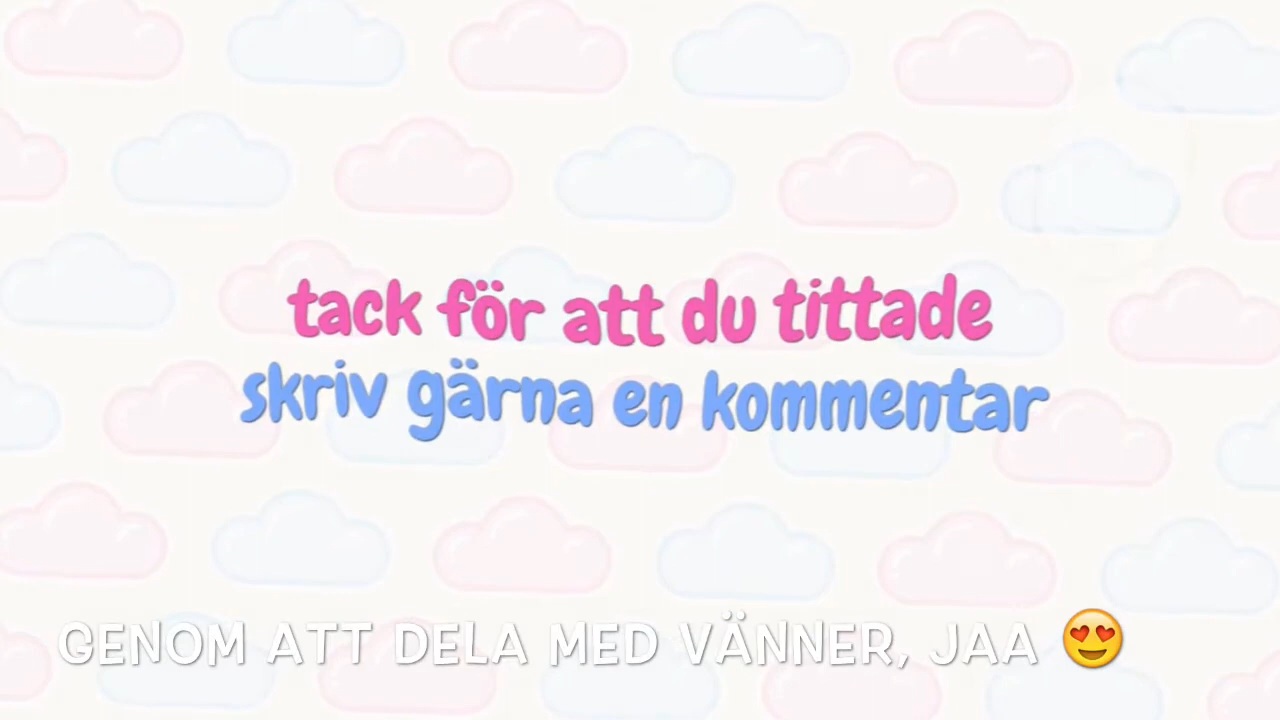 tack för att du tittade
skriv gärna en kommentar
GENOM ATT DELA MED VÄNNER, JAA 😍